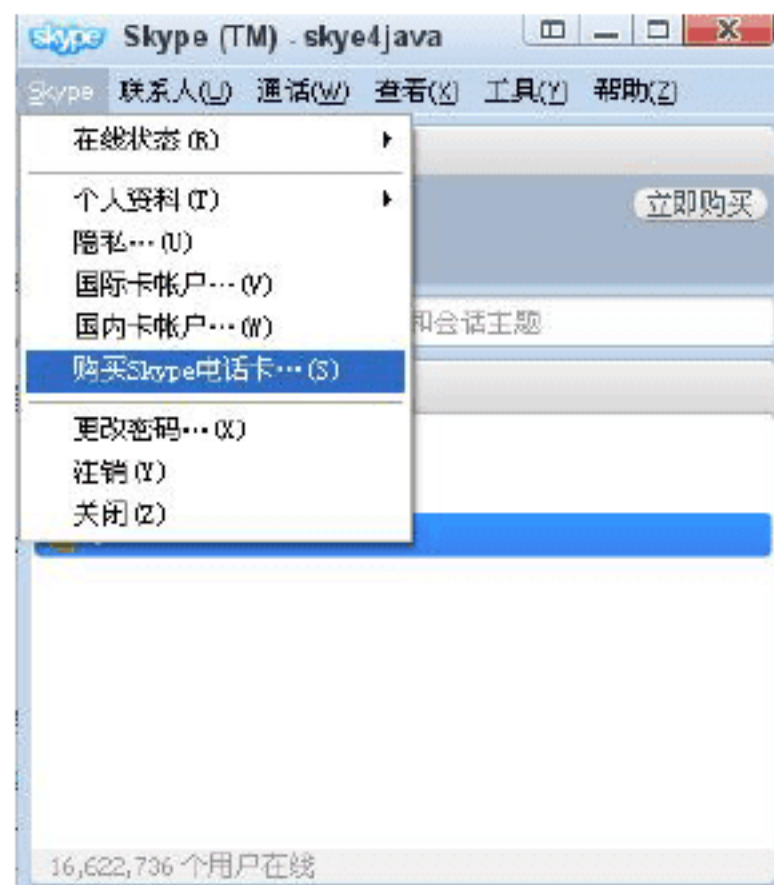 skype Skype (TM) - skye4java
Skype 联系人(U) 通话(W) 查看(X) 工具(Y) 帮助(Z)
在线状态(R)
个人资料(T)
立即购买
隐私…(U)
国际卡帐户…(V)
国内卡帐户…(W)
和会话主题
购买Skype电话卡…(S)
更改密码…(X)
注销(Y)
关闭(Z)
16,622,736 个用户在线